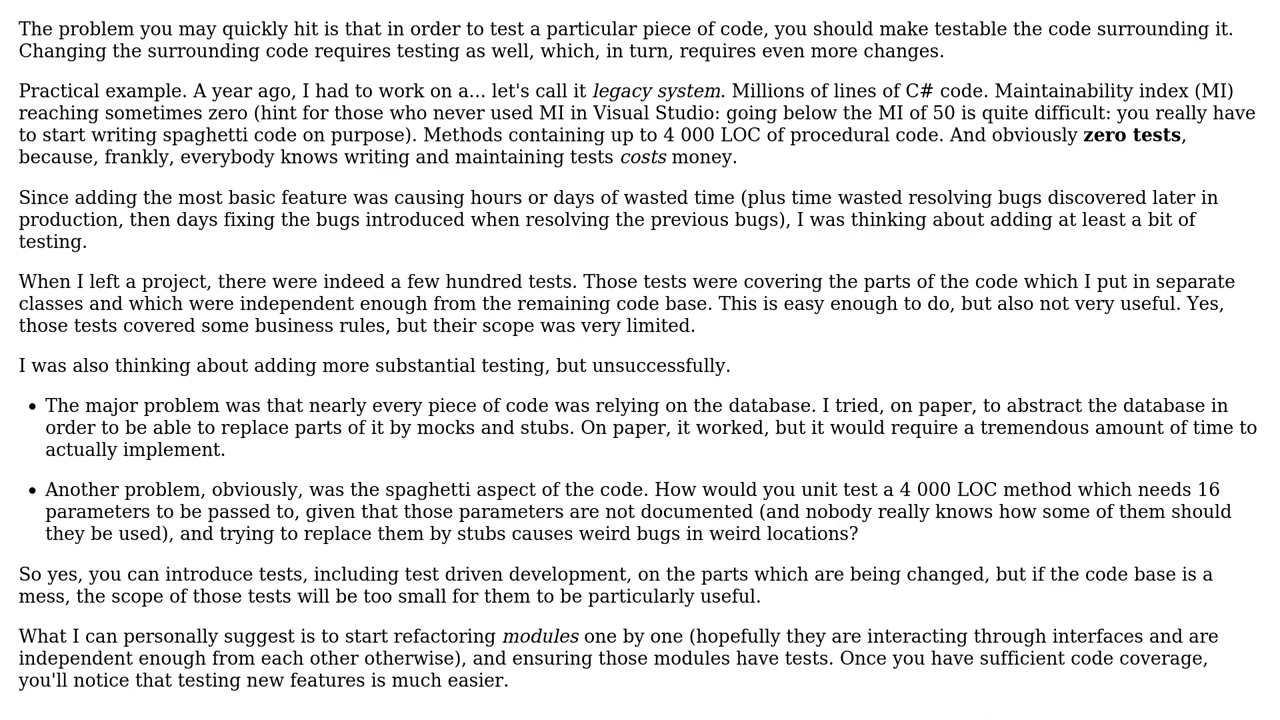 The problem you may quickly hit is that in order to test a particular piece of code, you should make testable the code surrounding it.
Changing the surrounding code requires testing as well, which, in turn, requires even more changes.
Practical example. A year ago, I had to work on a... let's call it legacy system. Millions of lines of C# code. Maintainability index (MI)
reaching sometimes zero (hint for those who never used MI in Visual Studio: going below the MI of 50 is quite difficult: you really have
to start writing spaghetti code on purpose). Methods containing up to 4 000 LOC of procedural code. And obviously zero tests,
because, frankly, everybody knows writing and maintaining tests costs money.
Since adding the most basic feature was causing hours or days of wasted time (plus time wasted resolving bugs discovered later in
production, then days fixing the bugs introduced when resolving the previous bugs), I was thinking about adding at least a bit of
testing.
When I left a project, there were indeed a few hundred tests. Those tests were covering the parts of the code which I put in separate
classes and which were independent enough from the remaining code base. This is easy enough to do, but also not very useful. Yes,
those tests covered some business rules, but their scope was very limited.
I was also thinking about adding more substantial testing, but unsuccessfully.
• The major problem was that nearly every piece of code was relying on the database. I tried, on paper, to abstract the database in
order to be able to replace parts of it by mocks and stubs. On paper, it worked, but it would require a tremendous amount of time to
actually implement.
• Another problem, obviously, was the spaghetti aspect of the code. How would you unit test a 4 000 LOC method which needs 16
parameters to be passed to, given that those parameters are not documented (and nobody really knows how some of them should
they be used), and trying to replace them by stubs causes weird bugs in weird locations?
So yes, you can introduce tests, including test driven development, on the parts which are being changed, but if the code base is a
mess, the scope of those tests will be too small for them to be particularly useful.
What I can personally suggest is to start refactoring modules one by one (hopefully they are interacting through interfaces and are
independent enough from each other otherwise), and ensuring those modules have tests. Once you have sufficient code coverage,
you'll notice that testing new features is much easier.